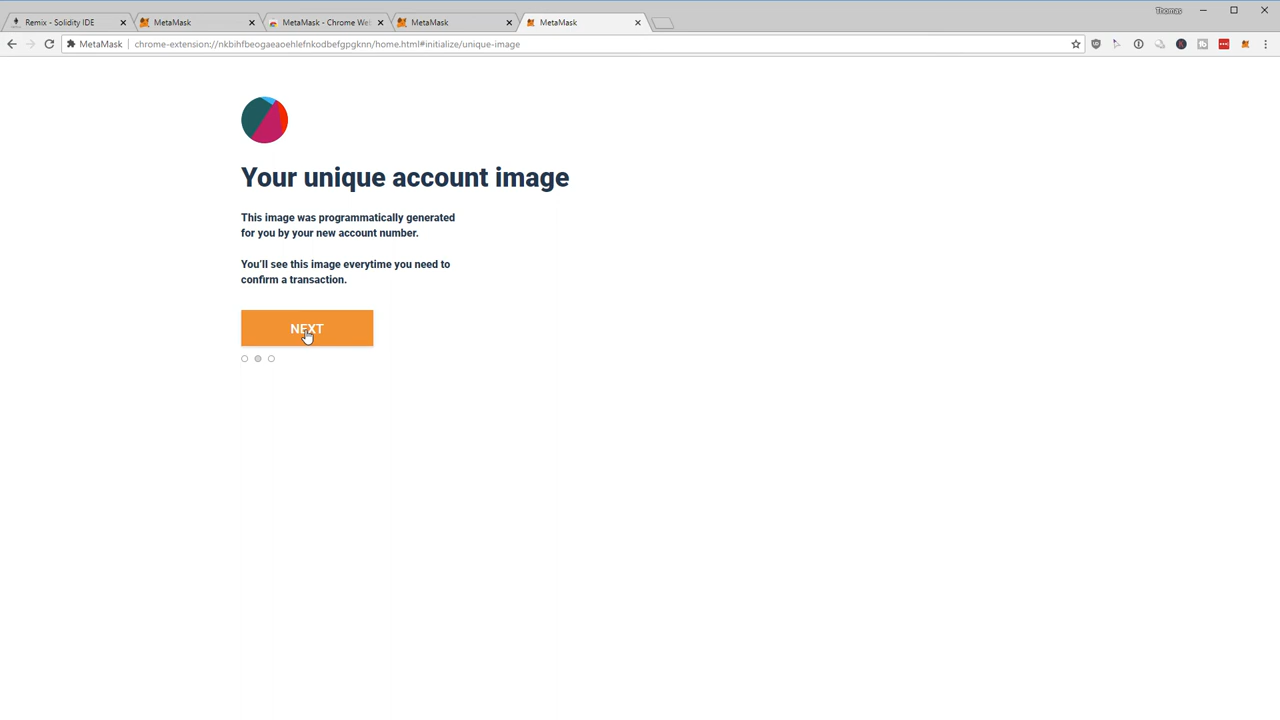 Remix - Solidity IDE
MetaMask
MetaMask - Chrome We
MetaMask
MetaMask
Thomas
MetaMask
chrome-extension://nkbihfbeogaeaoehlefnkodbefgpgknn/home.html#initialize/unique-image
Your unique account image
This image was programmatically generated
for you by your new account number.
You'll see this image everytime you need to
confirm a transaction.
NEXT